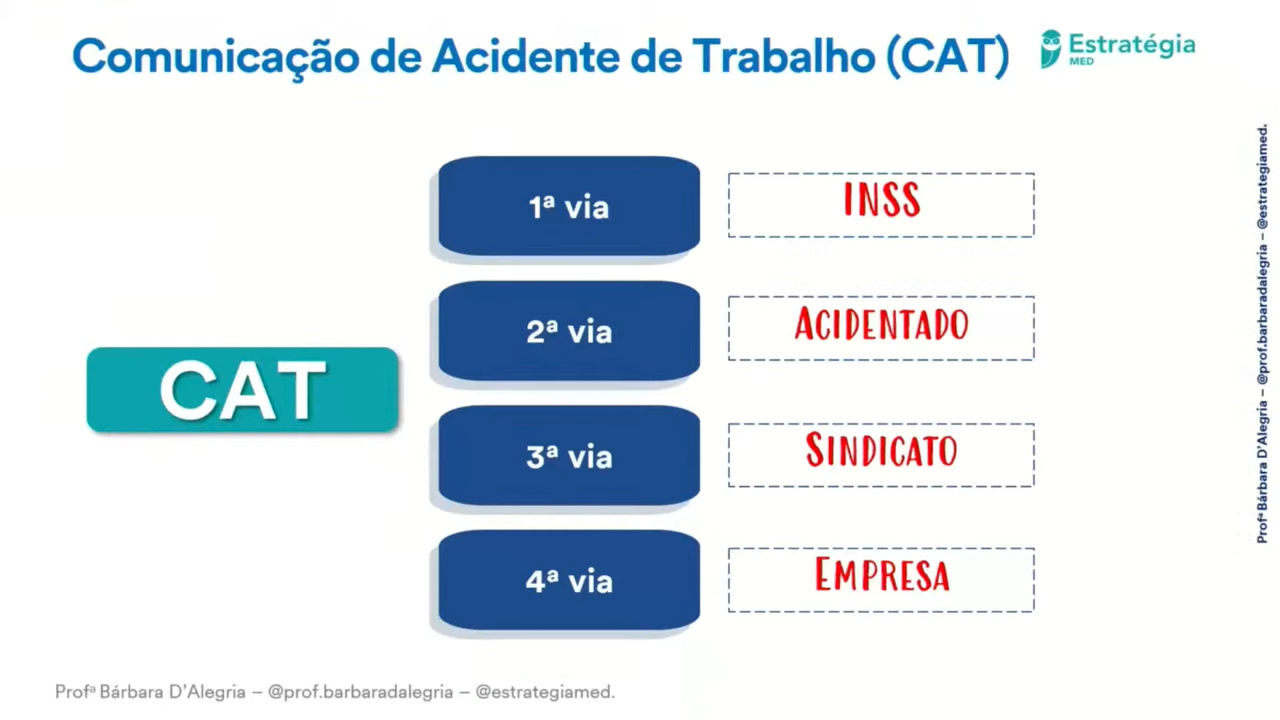 Comunicação de Acidente de Trabalho (CAT)
Estratégia
MED
1ª via
INSS
2ª via
ACIDENTADO
CAT
3ª via
SINDICATO
4ª via
EMPRESA
Profª Bárbara D'Alegria – @prof.barbaradalegria – @estrategiamed.
Profª Bárbara D'Alegria – @prof.barbaradalegria – @estrategiamed.